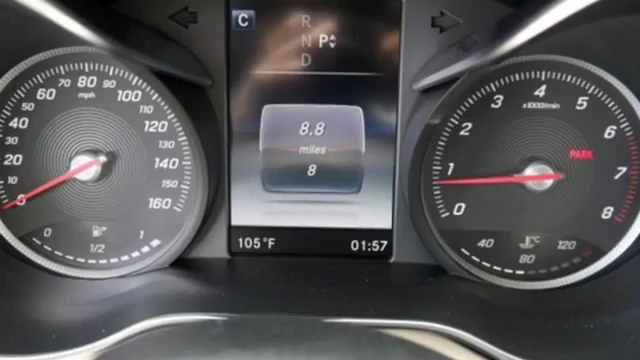 C
R
N P
D
0 10 20 30 40 50 60 70 80 90 100 110 120 130 140 150 160
mph
0 1/2 1
8.8
miles
8
105°F 01:57
0 1 2 3 4 5 6 7 8
x1000/min
PARK
40 80 120
°C